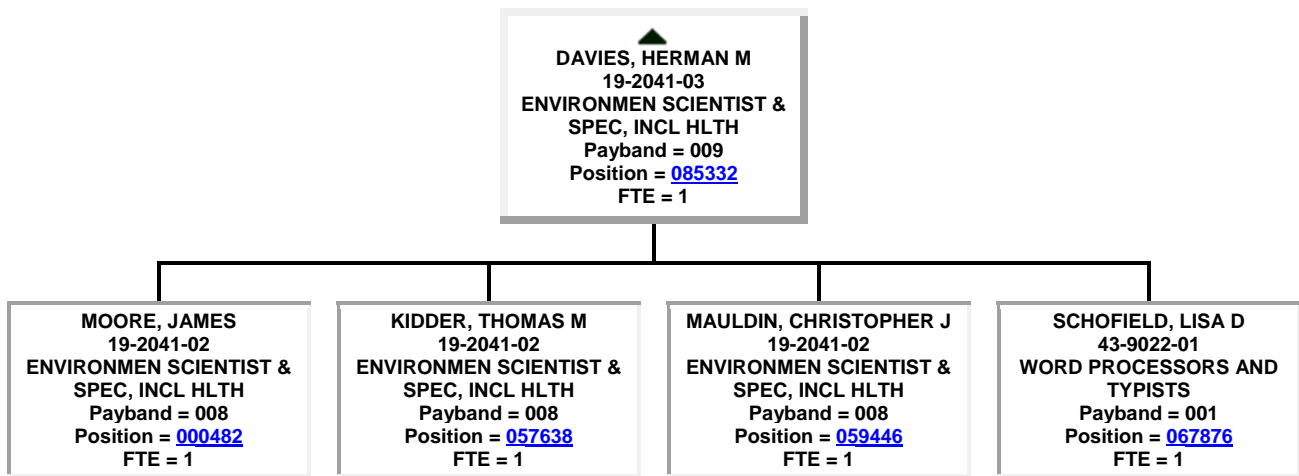 DAVIES, HERMAN M
19-2041-03
ENVIRONMEN SCIENTIST &
SPEC, INCL HLTH
Payband = 009
Position = 085332
FTE = 1
MOORE, JAMES
19-2041-02
ENVIRONMEN SCIENTIST &
SPEC, INCL HLTH
Payband = 008
Position = 000482
FTE = 1
KIDDER, THOMAS M
19-2041-02
ENVIRONMEN SCIENTIST &
SPEC, INCL HLTH
Payband = 008
Position = 057638
FTE = 1
MAULDIN, CHRISTOPHER J
19-2041-02
ENVIRONMEN SCIENTIST &
SPEC, INCL HLTH
Payband = 008
Position = 059446
FTE = 1
SCHOFIELD, LISA D
43-9022-01
WORD PROCESSORS AND
TYPISTS
Payband = 001
Position = 067876
FTE = 1